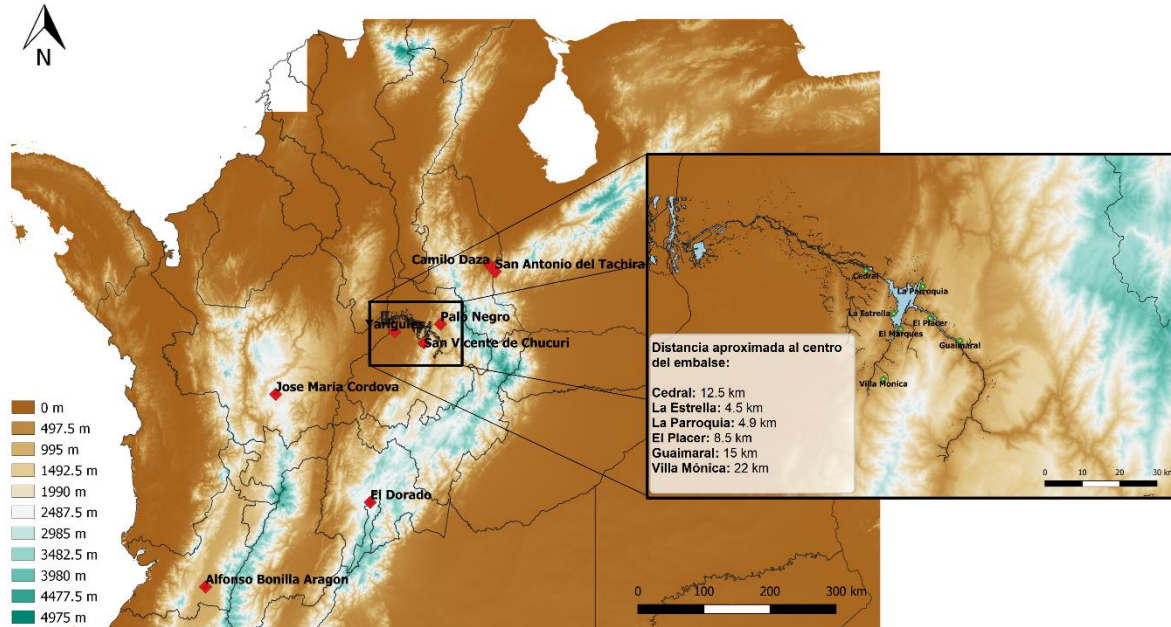 N
Camilo Daza
San Antonio del Tachira
Yariguíes
Palo Negro
San Vicente de Chucuri
Jose Maria Cordova
El Dorado
Alfonso Bonilla Aragon
0 m
497.5 m
995 m
1492.5 m
1990 m
2487.5 m
2985 m
3482.5 m
3980 m
4477.5 m
4975 m
0 100 200 300 km
Cedral
La Parroquia
La Estrella
El Placer
El Marques
Guaimaral
Villa Monica
Distancia aproximada al centro
del embalse:
Cedral: 12.5 km
La Estrella: 4.5 km
La Parroquia: 4.9 km
El Placer: 8.5 km
Guaimaral: 15 km
Villa Mónica: 22 km
0 10 20 30 km